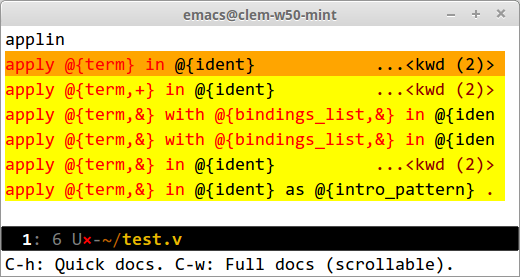 emacs@clem-w50-mint
applin
apply @{term} in @{ident} ...<kwd (2)>
apply @{term,+} in @{ident} ...<kwd (2)>
apply @{term,&} with @{bindings_list,&} in @{iden
apply @{term,&} with @{bindings_list,&} in @{iden
apply @{term,&} in @{ident} ...<kwd (2)>
apply @{term,&} in @{ident} as @{intro_pattern} .
1: 6 U×-~/test.v
C-h: Quick docs. C-w: Full docs (scrollable).